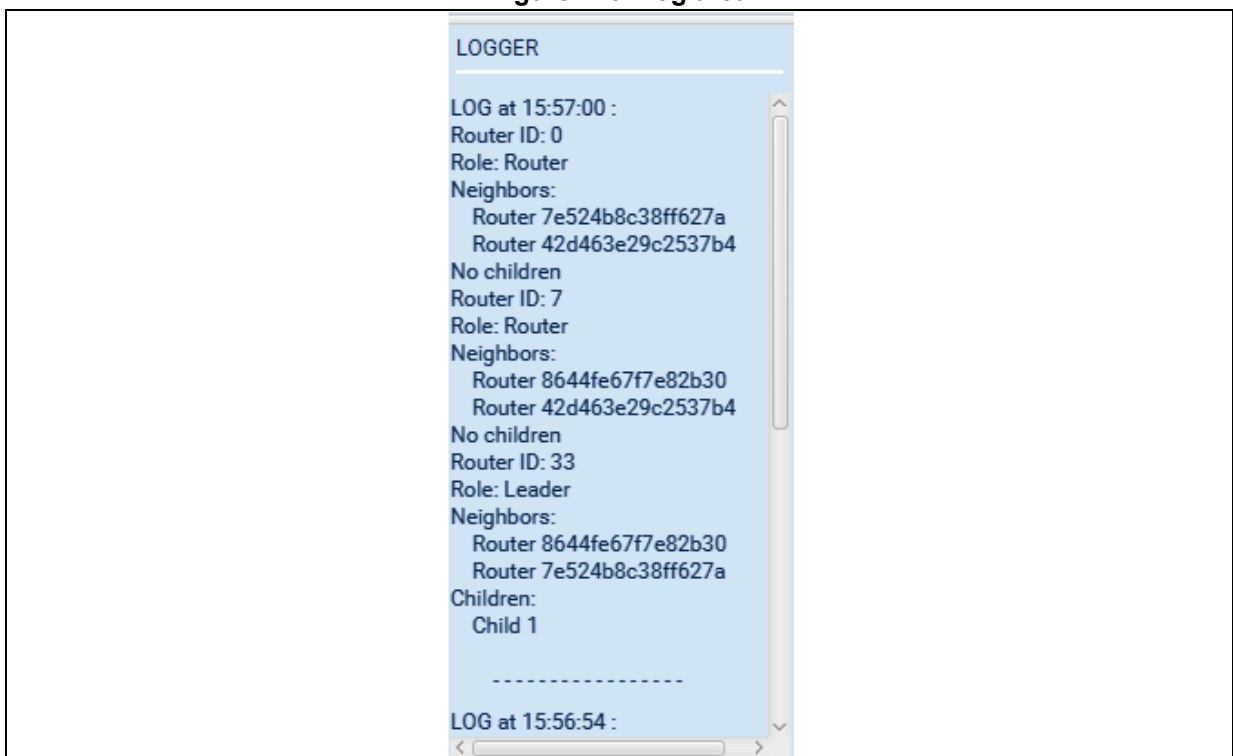 LOGGER
LOG at 15:57:00 :
Router ID: 0
Role: Router
Neighbors:
Router 7e524b8c38ff627a
Router 42d463e29c2537b4
No children
Router ID: 7
Role: Router
Neighbors:
Router 8644fe67f7e82b30
Router 42d463e29c2537b4
No children
Router ID: 33
Role: Leader
Neighbors:
Router 8644fe67f7e82b30
Router 7e524b8c38ff627a
Children:
Child 1
- - - - - - - - - - - - - - - - -
LOG at 15:56:54 :